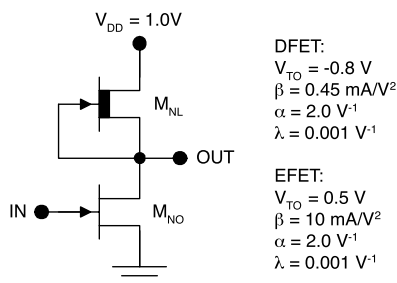 V_DD = 1.0V
DFET:
V_TO = -0.8 V
β = 0.45 mA/V²
α = 2.0 V⁻¹
λ = 0.001 V⁻¹
M_NL
OUT
EFET:
V_TO = 0.5 V
β = 10 mA/V²
α = 2.0 V⁻¹
λ = 0.001 V⁻¹
IN
M_NO